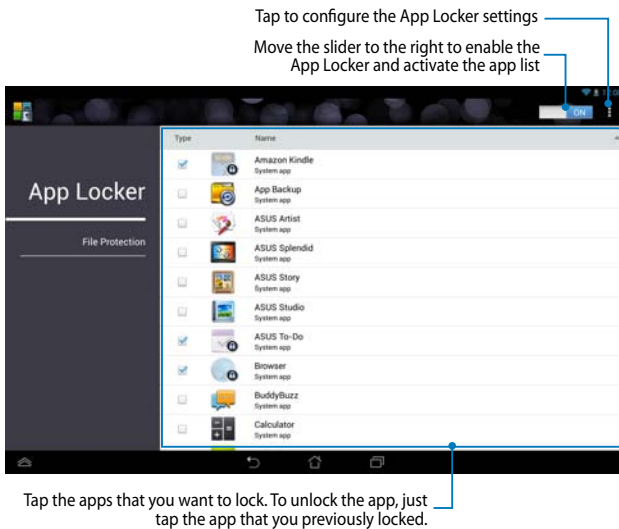 Tap to configure the App Locker settings
Move the slider to the right to enable the
App Locker and activate the app list
ON
Type Name
App Locker
File Protection
Amazon Kindle
System app
App Backup
System app
ASUS Artist
System app
ASUS Splendid
System app
ASUS Story
System app
ASUS Studio
System app
ASUS To-Do
System app
Browser
System app
BuddyBuzz
System app
Calculator
System app
Tap the apps that you want to lock. To unlock the app, just
tap the app that you previously locked.